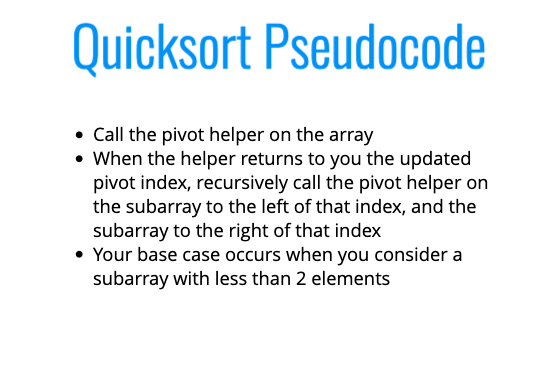 Quicksort Pseudocode
• Call the pivot helper on the array
• When the helper returns to you the updated
pivot index, recursively call the pivot helper on
the subarray to the left of that index, and the
subarray to the right of that index
• Your base case occurs when you consider a
subarray with less than 2 elements